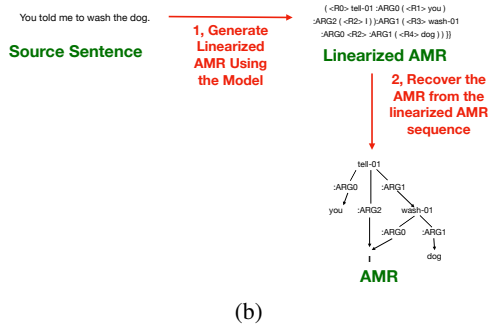 You told me to wash the dog.
Source Sentence
1, Generate
Linearized
AMR Using
the Model
( <R0> tell-01 :ARG0 ( <R1> you )
:ARG2 ( <R2> I ) ):ARG1 ( <R3> wash-01
:ARG0 <R2> :ARG1 ( <R4> dog ) ) }}
Linearized AMR
2, Recover the
AMR from the
linearized AMR
sequence
tell-01
:ARG0 :ARG1
you :ARG2 wash-01
:ARG0 :ARG1
I
dog
AMR
(b)